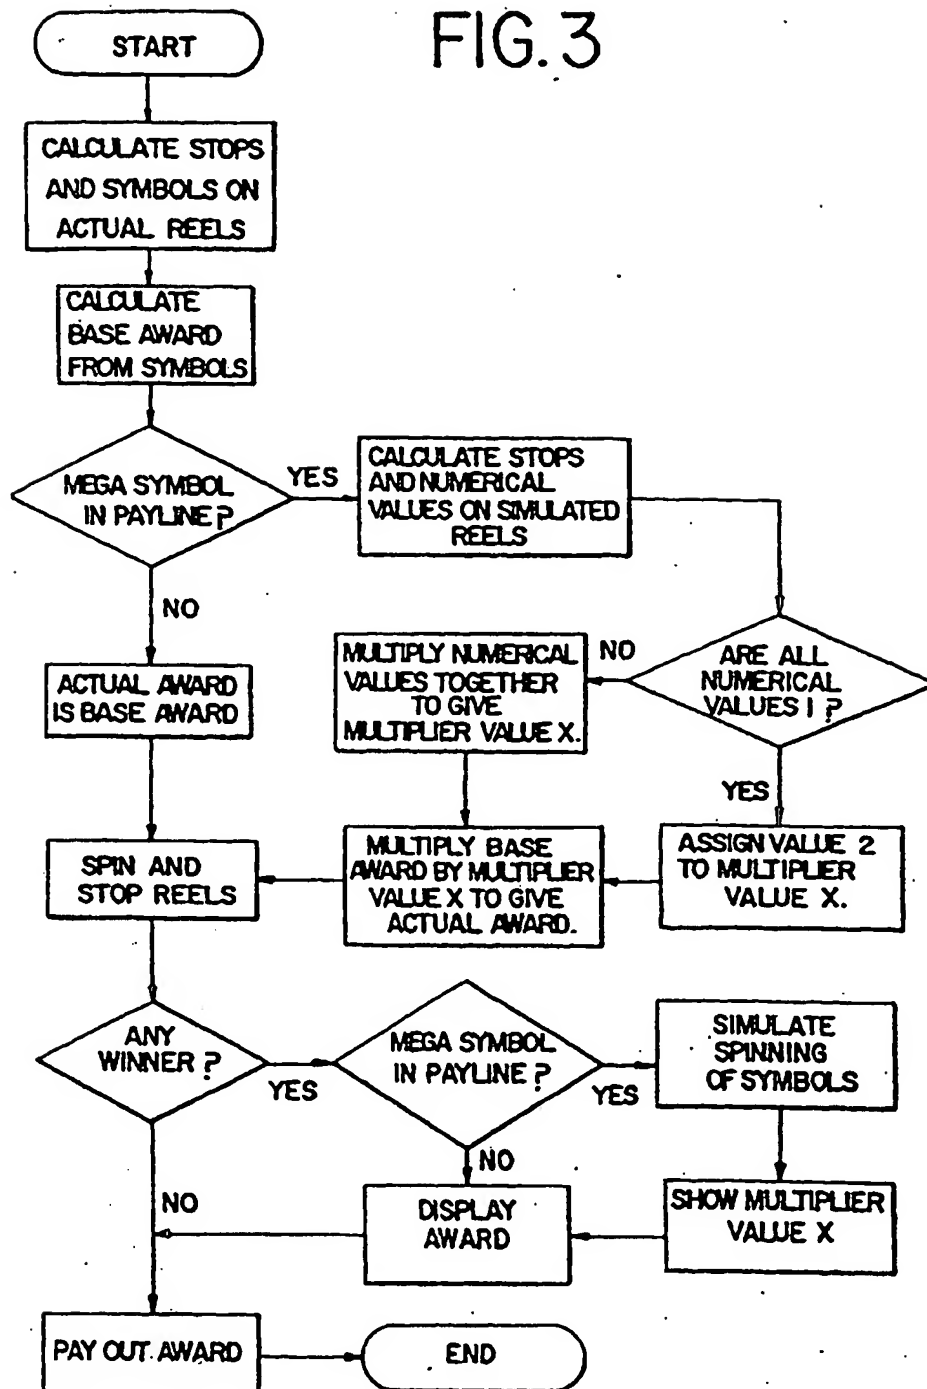 FIG. 3
START
CALCULATE STOPS
AND SYMBOLS ON
ACTUAL REELS
CALCULATE
BASE AWARD
FROM SYMBOLS
MEGA SYMBOL
IN PAYLINE?
YES
CALCULATE STOPS
AND NUMERICAL
VALUES ON SIMULATED
REELS
NO
ARE ALL
NUMERICAL
VALUES 1?
NO
MULTIPLY NUMERICAL
VALUES TOGETHER
TO GIVE
MULTIPLIER VALUE X.
ACTUAL AWARD
IS BASE AWARD
YES
ASSIGN VALUE 2
TO MULTIPLIER
VALUE X.
MULTIPLY BASE
AWARD BY MULTIPLIER
VALUE X TO GIVE
ACTUAL AWARD.
SPIN AND
STOP REELS
ANY
WINNER?
YES
MEGA SYMBOL
IN PAYLINE?
YES
SIMULATE
SPINNING
OF SYMBOLS
NO
NO
DISPLAY
AWARD
SHOW MULTIPLIER
VALUE X
PAY OUT AWARD
END